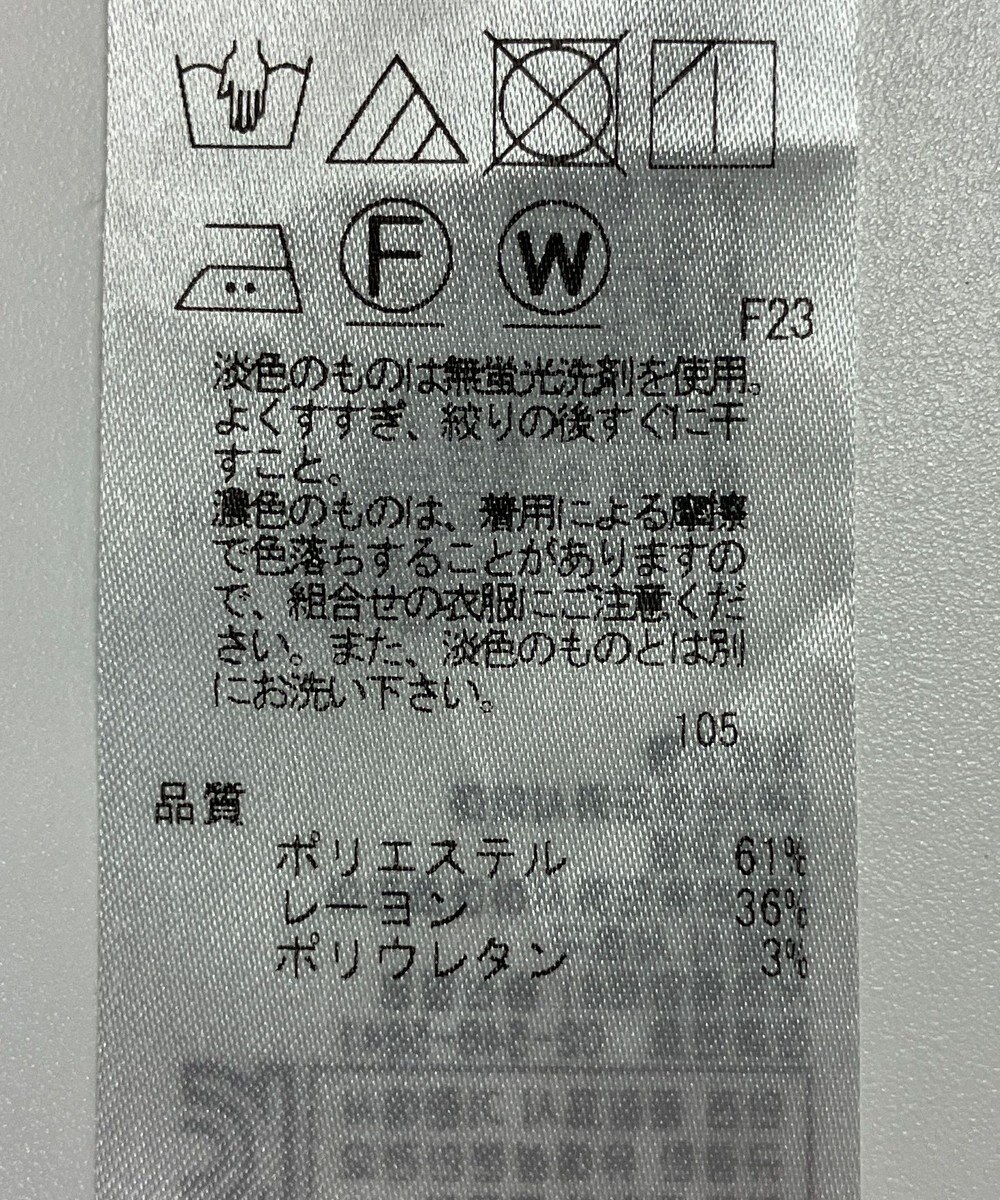 F
W
F23
淡色のものは無蛍光洗剤を使用。
よくすすぎ、絞りの後すぐに干
すこと。
濃色のものは、着用による摩擦
で色落ちすることがありますの
で、組合せの衣服にご注意くだ
さい。また、淡色のものとは別
にお洗い下さい。
105
品質
ポリエステル 61%
レーヨン 36%
ポリウレタン 3%